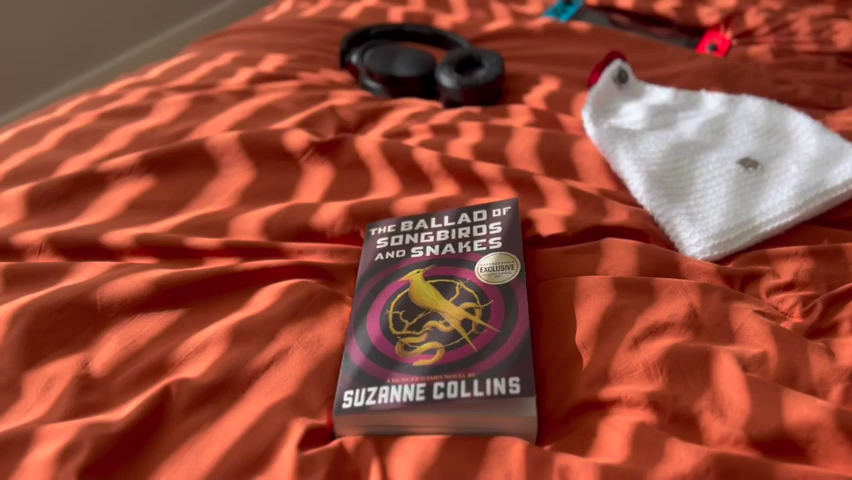 THE BALLAD OF
SONGBIRDS
AND SNAKES
EXCLUSIVE
A HUNGER GAMES NOVEL BY
SUZANNE COLLINS